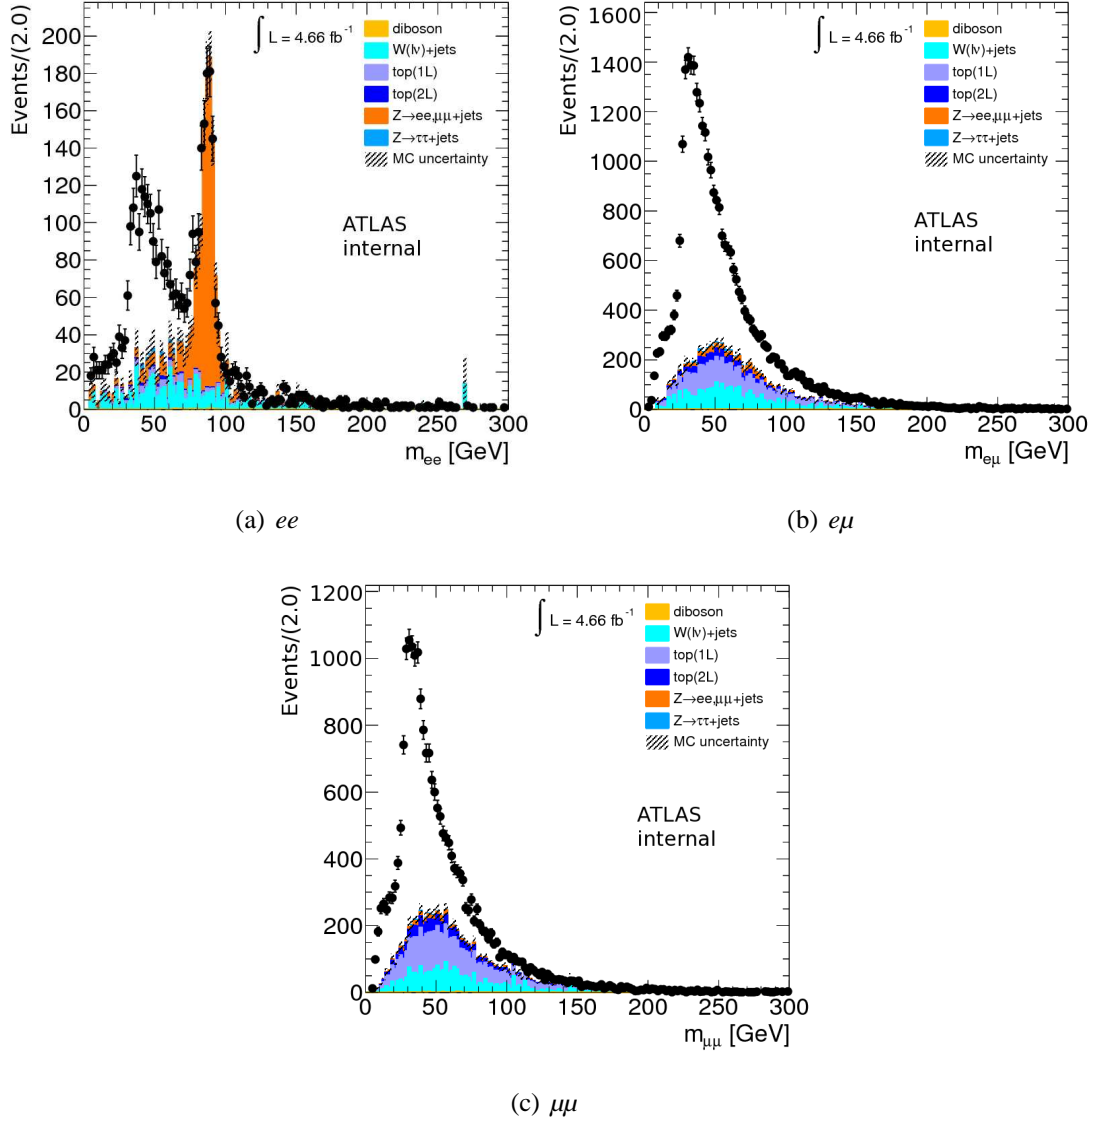 Events/(2.0)
200
180
160
140
120
100
80
60
40
20
0
0 50 100 150 200 250 300
m_ee [GeV]
∫ L = 4.66 fb⁻¹
diboson
W(lν)+jets
top(1L)
top(2L)
Z→ee,μμ+jets
Z→ττ+jets
MC uncertainty
ATLAS
internal
(a) ee
Events/(2.0)
1600
1400
1200
1000
800
600
400
200
0
0 50 100 150 200 250 300
m_eμ [GeV]
∫ L = 4.66 fb⁻¹
diboson
W(lν)+jets
top(1L)
top(2L)
Z→ee,μμ+jets
Z→ττ+jets
MC uncertainty
ATLAS
internal
(b) eμ
Events/(2.0)
1200
1000
800
600
400
200
0
0 50 100 150 200 250 300
m_μμ [GeV]
∫ L = 4.66 fb⁻¹
diboson
W(lν)+jets
top(1L)
top(2L)
Z→ee,μμ+jets
Z→ττ+jets
MC uncertainty
ATLAS
internal
(c) μμ